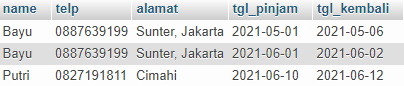 name telp alamat tgl_pinjam tgl_kembali
Bayu 0887639199 Sunter, Jakarta 2021-05-01 2021-05-06
Bayu 0887639199 Sunter, Jakarta 2021-06-01 2021-06-02
Putri 0827191811 Cimahi 2021-06-10 2021-06-12